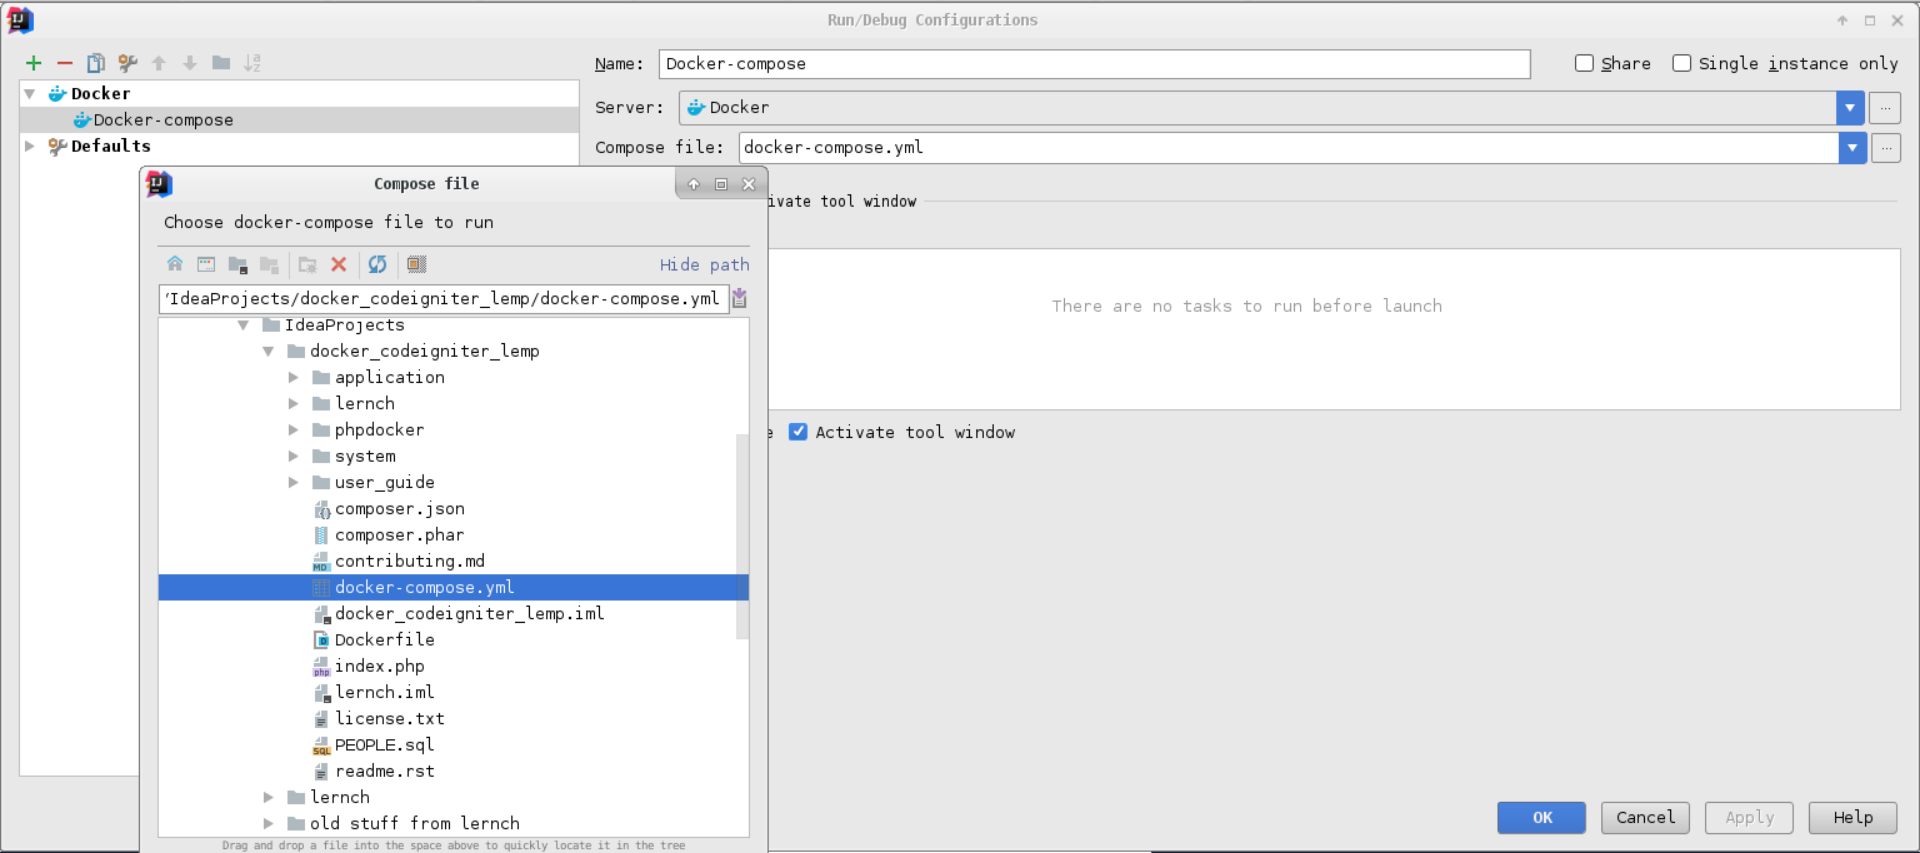 Run/Debug Configurations
Name: Docker-compose Share Single instance only
Docker
Server: Docker
Docker-compose
Defaults
Compose file: docker-compose.yml
Compose file
ivate tool window
Choose docker-compose file to run
Hide path
IdeaProjects/docker_codeigniter_lemp/docker-compose.yml
There are no tasks to run before launch
IdeaProjects
docker_codeigniter_lemp
application
lernch
phpdocker
Activate tool window
system
user_guide
composer.json
composer.phar
contributing.md
docker-compose.yml
docker_codeigniter_lemp.iml
Dockerfile
index.php
lernch.iml
license.txt
PEOPLE.sql
readme.rst
lernch
old stuff from lernch
OK Cancel Apply Help
Drag and drop a file into the space above to quickly locate it in the tree